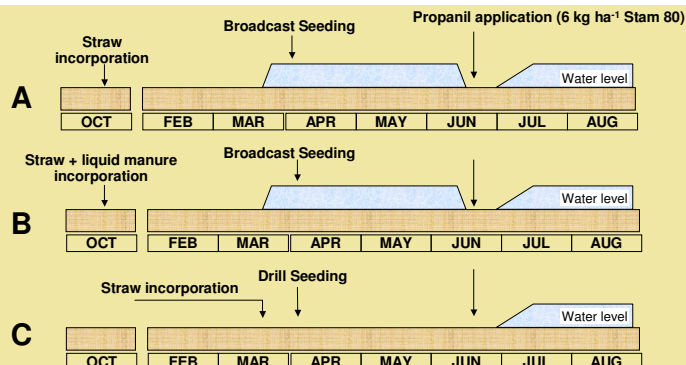 Propanil application (6 kg ha-1 Stam 80)
Broadcast Seeding
Straw
incorporation
Water level
A
OCT FEB MAR APR MAY JUN JUL AUG
Straw + liquid manure
incorporation
Broadcast Seeding
Water level
B
OCT FEB MAR APR MAY JUN JUL AUG
Drill Seeding
Straw incorporation
Water level
C
OCT FEB MAR APR MAY JUN JUL AUG